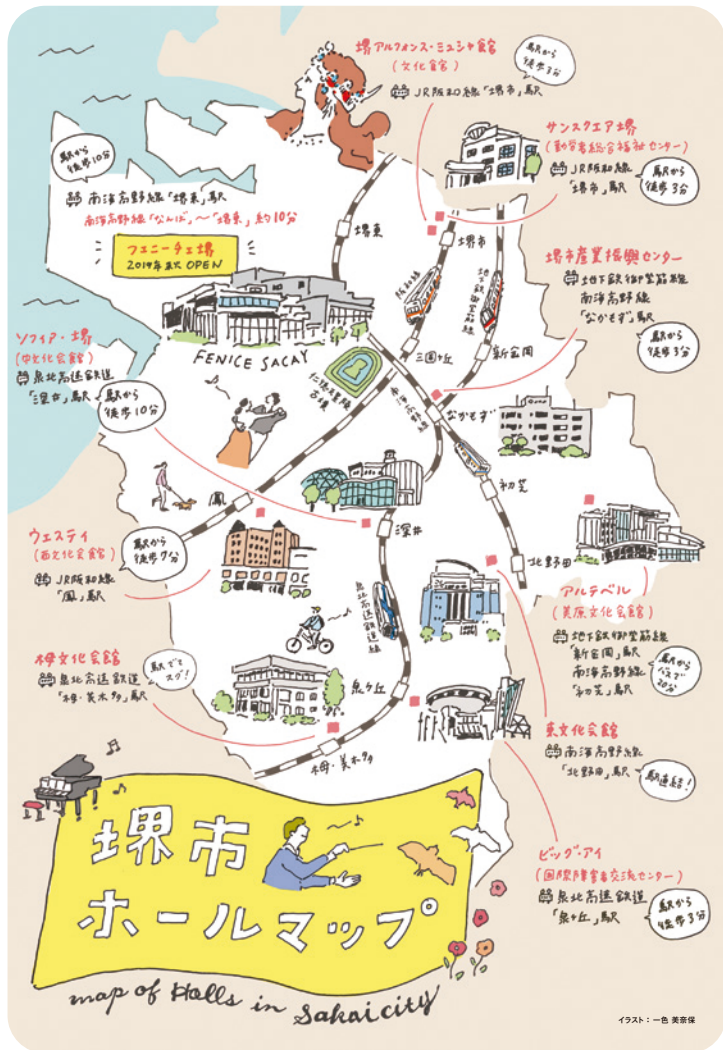 堺アルフォンス・ミュシャ館
(文化館)
JR阪和線「堺市」駅
駅から
徒歩3分
サンスクエア堺
(勤労者総合福祉センター)
JR阪和線
「堺市」駅
駅から
徒歩3分
駅から
徒歩10分
南海高野線「堺東」駅
南海高野線「なんば」〜「堺東」約10分
フェニーチェ堺
2019年秋 OPEN
FENICE SACAY
堺東
堺市
阪和線
地下鉄御堂筋線
三国ヶ丘
新金岡
仁徳天皇陵
古墳
南海高野線
なかもず
堺市産業振興センター
地下鉄御堂筋線
南海高野線
「なかもず」駅
駅から
徒歩3分
ソフィア・堺
(中文化会館)
泉北高速鉄道
「深井」駅
駅から
徒歩10分
初芝
鳳
深井
北野田
ウェスティ
(西文化会館)
JR阪和線
「鳳」駅
駅から
徒歩7分
アルテベル
(美原文化会館)
地下鉄御堂筋線
「新金岡」駅
南海高野線
「初芝」駅
駅から
バスで
20分
泉北高速鉄道線
栂文化会館
泉北高速鉄道
「栂・美木多」駅
駅でて
スグ!
泉ヶ丘
栂・美木多
東文化会館
南海高野線
「北野田」駅
駅直結!
ビッグ・アイ
(国際障害者交流センター)
泉北高速鉄道
「泉ヶ丘」駅
駅から
徒歩3分
堺市
ホールマップ
map of Halls in Sakai city
イラスト:一色 美奈保